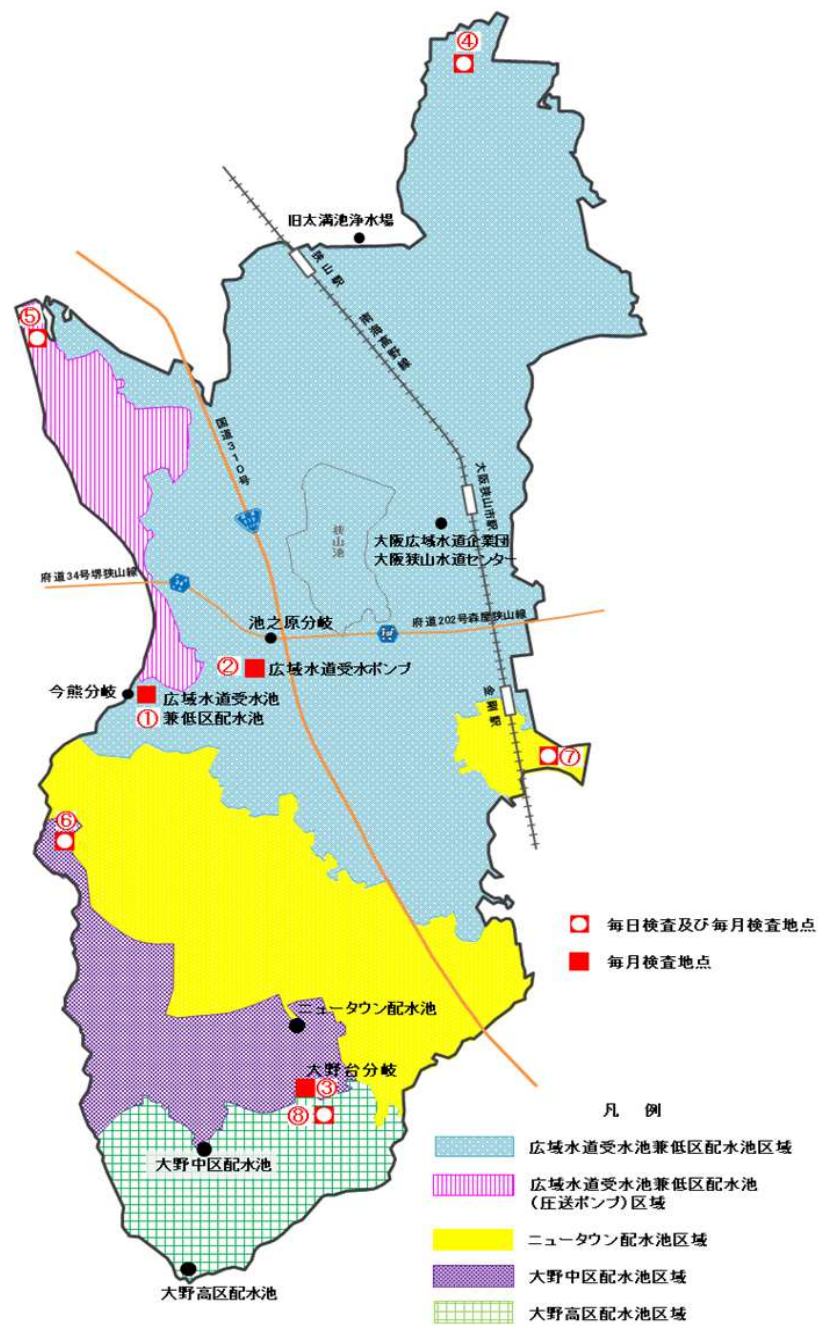 ④
旧太満池浄水場
狭山駅
南海高野線
⑤
国道310号
大阪狭山市駅
狭山池
大阪広域水道企業団
大阪狭山水道センター
府道34号堺狭山線
池之原分岐
府道202号森屋狭山線
②
広域水道受水ポンプ
今熊分岐
広域水道受水池
①兼低区配水池
金剛駅
⑦
⑥
毎日検査及び毎月検査地点
毎月検査地点
ニュータウン配水池
大野台分岐
③
⑧
大野中区配水池
大野高区配水池
凡 例
広域水道受水池兼低区配水池区域
広域水道受水池兼低区配水池
(圧送ポンプ)区域
ニュータウン配水池区域
大野中区配水池区域
大野高区配水池区域